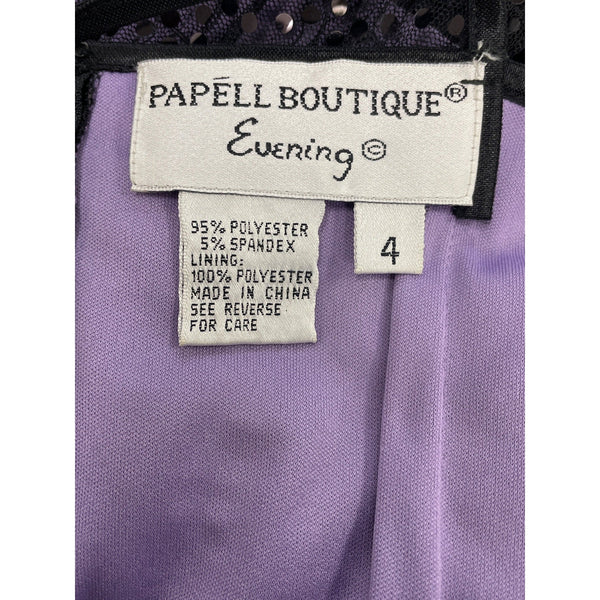 PAPÉLL BOUTIQUE®
Evening ©
95% POLYESTER
5% SPANDEX
LINING:
100% POLYESTER
MADE IN CHINA
SEE REVERSE
FOR CARE
4